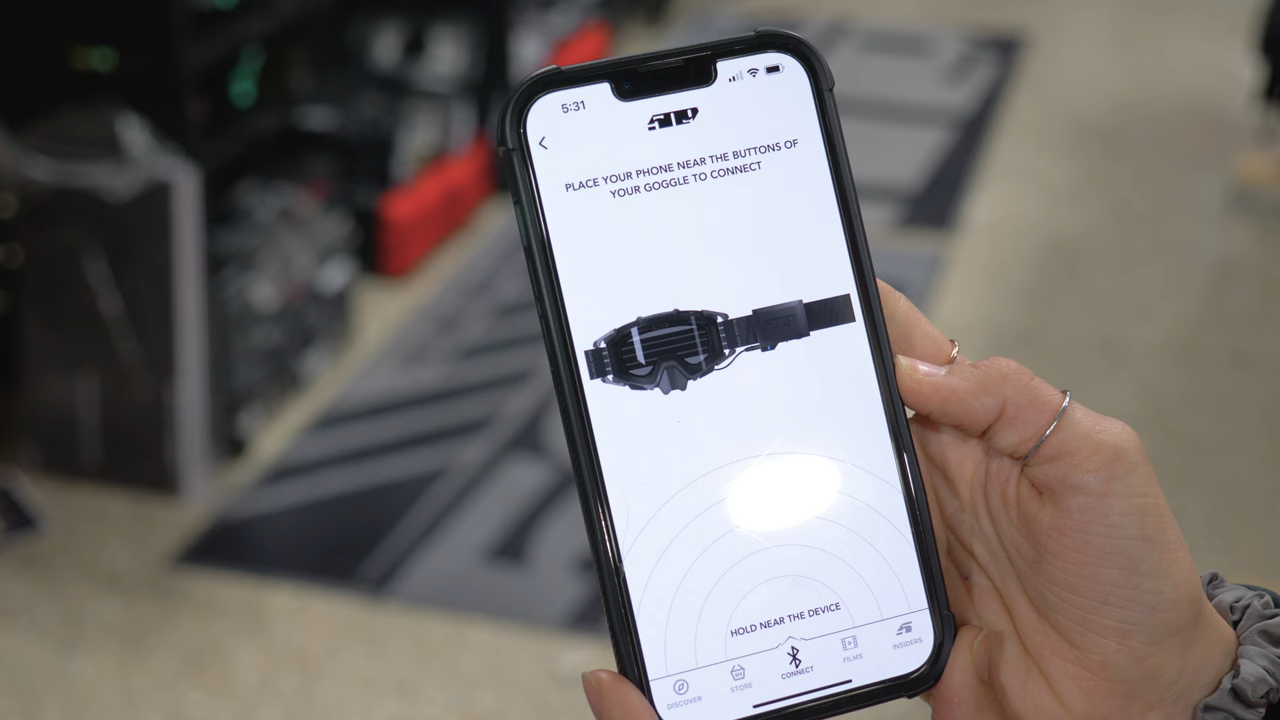 5:31
509
PLACE YOUR PHONE NEAR THE BUTTONS OF
YOUR GOGGLE TO CONNECT
HOLD NEAR THE DEVICE
DISCOVER
STORE
CONNECT
FILMS
INSIDERS